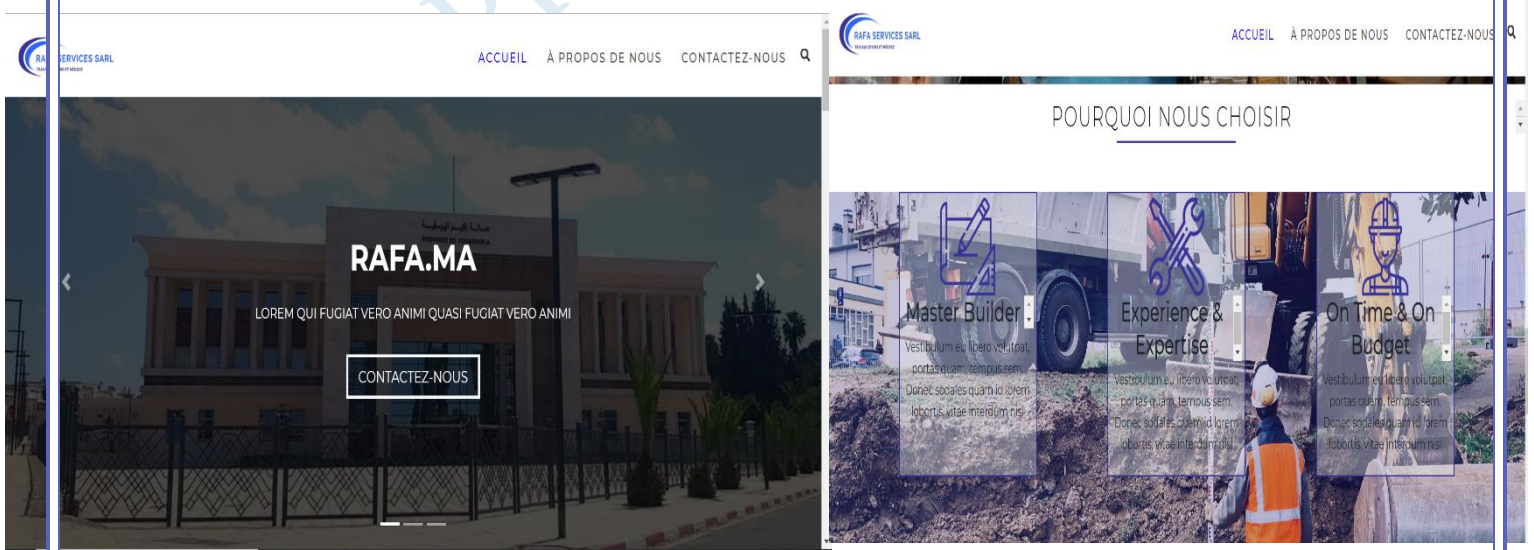 RAFA SERVICES SARL
ACCUEIL À PROPOS DE NOUS CONTACTEZ-NOUS
RAFA.MA
LOREM QUI FUGIAT VERO ANIMI QUASI FUGIAT VERO ANIMI
CONTACTEZ-NOUS
RAFA SERVICES SARL
ACCUEIL À PROPOS DE NOUS CONTACTEZ-NOUS
POURQUOI NOUS CHOISIR
Master Builder
Vestibulum eu libero volutpat,
portas quam, tempus sem.
Donec sodales quam id lorem
lobortis, vitae interdum nisl
Experience &
Expertise
Vestibulum eu libero volutpat,
portas quam, tempus sem.
Donec sodales quam id lorem
lobortis, vitae interdum nisl
On Time & On
Budget
Vestibulum eu libero volutpat,
portas quam, tempus sem.
Donec sodales quam id lorem
lobortis, vitae interdum nisl